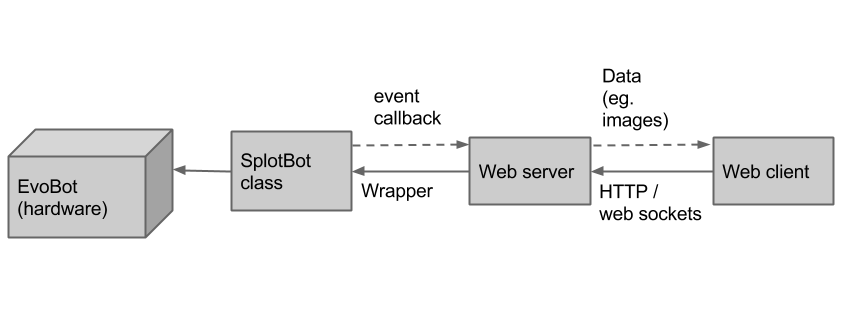 EvoBot
(hardware)
SplotBot
class
event
callback
Wrapper
Web server
Data
(eg.
images)
HTTP /
web sockets
Web client